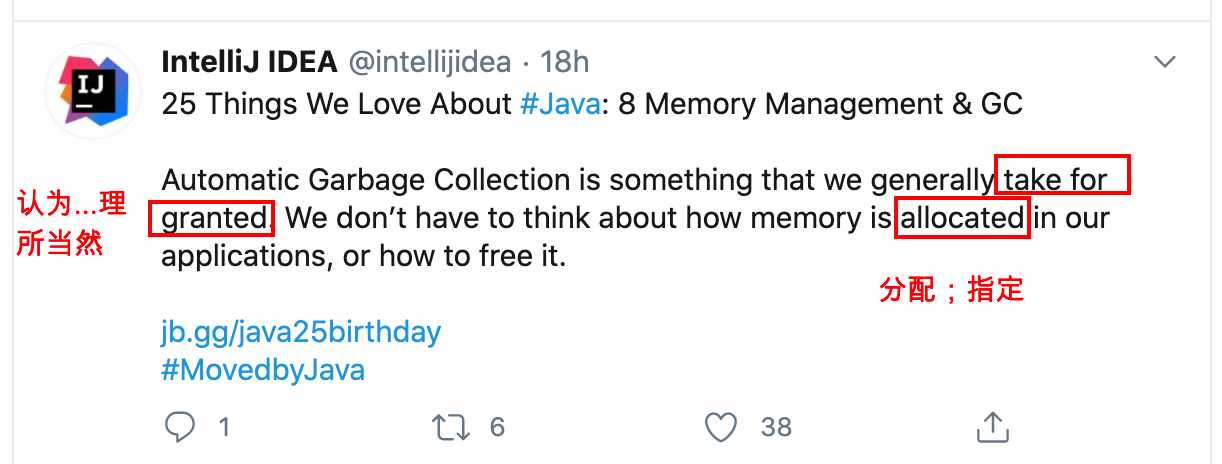 IntelliJ IDEA @intellijidea · 18h
IJ
25 Things We Love About #Java: 8 Memory Management & GC
Automatic Garbage Collection is something that we generally take for
认为...理
granted. We don’t have to think about how memory is allocated in our
所当然
applications, or how to free it.
分配；指定
jb.gg/java25birthday
#MovedbyJava
1 6 38